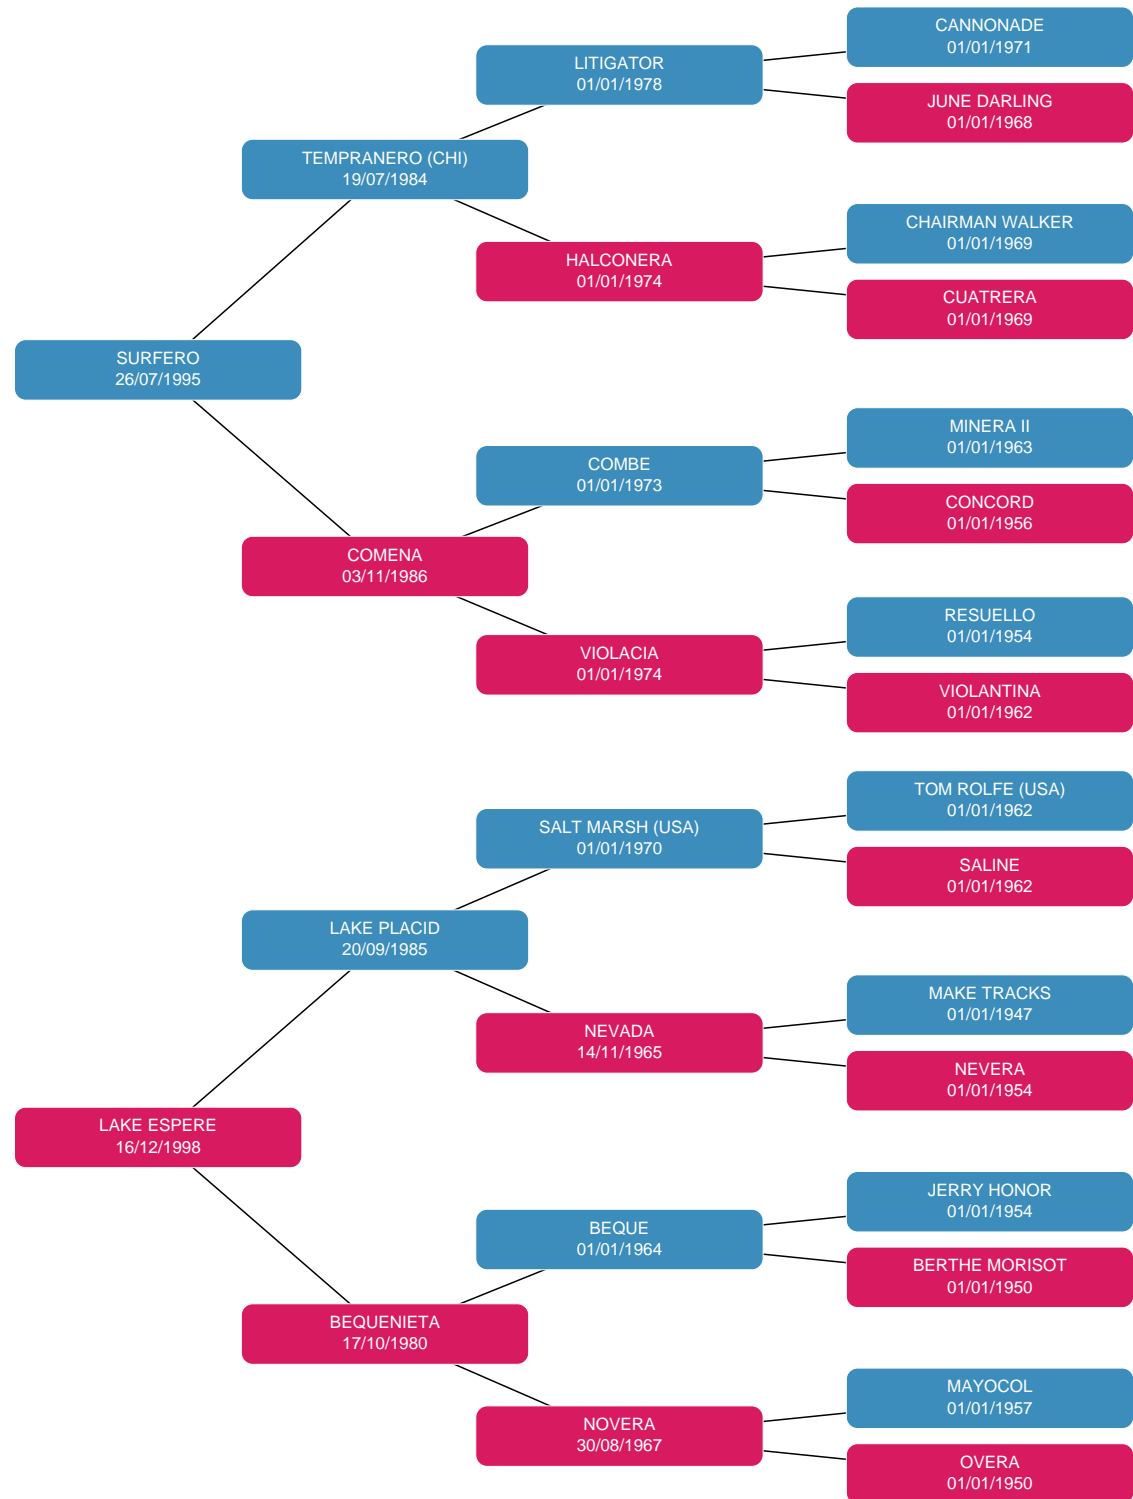 CANNONADE
01/01/1971
LITIGATOR
01/01/1978
JUNE DARLING
01/01/1968
TEMPRANERO (CHI)
19/07/1984
CHAIRMAN WALKER
01/01/1969
HALCONERA
01/01/1974
CUATRERA
01/01/1969
SURFERO
26/07/1995
MINERA II
01/01/1963
COMBE
01/01/1973
CONCORD
01/01/1956
COMENA
03/11/1986
RESUELLO
01/01/1954
VIOLACIA
01/01/1974
VIOLANTINA
01/01/1962
TOM ROLFE (USA)
01/01/1962
SALT MARSH (USA)
01/01/1970
SALINE
01/01/1962
LAKE PLACID
20/09/1985
MAKE TRACKS
01/01/1947
NEVADA
14/11/1965
NEVERA
01/01/1954
LAKE ESPERE
16/12/1998
JERRY HONOR
01/01/1954
BEQUE
01/01/1964
BERTHE MORISOT
01/01/1950
BEQUENIETA
17/10/1980
MAYOCOL
01/01/1957
NOVERA
30/08/1967
OVERA
01/01/1950